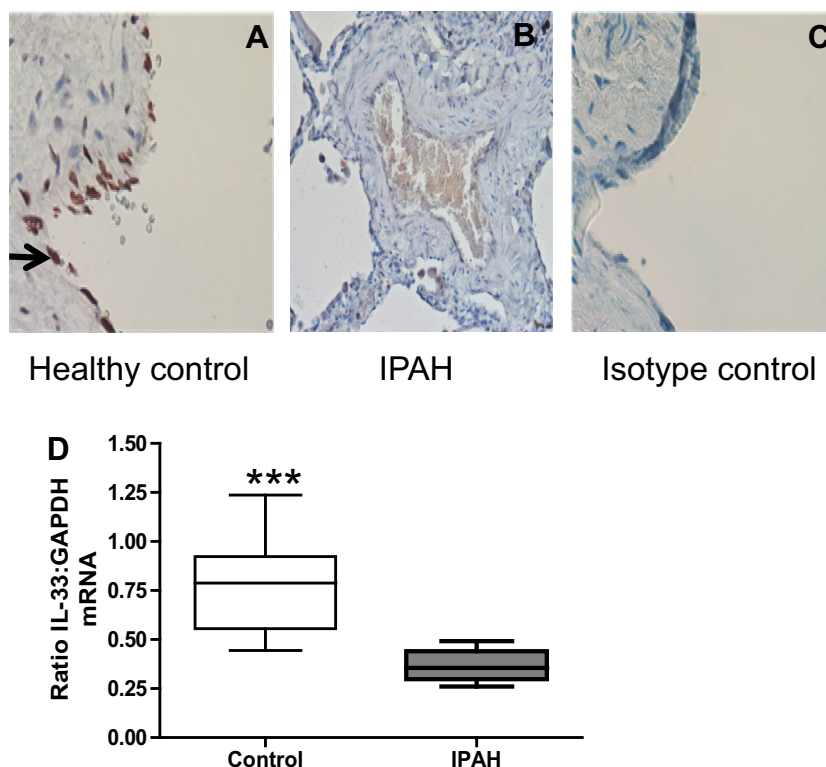 A
B
C
Healthy control
IPAH
Isotype control
D
Ratio IL-33:GAPDH
mRNA
1.50
1.25
1.00
0.75
0.50
0.25
0.00
***
Control
IPAH